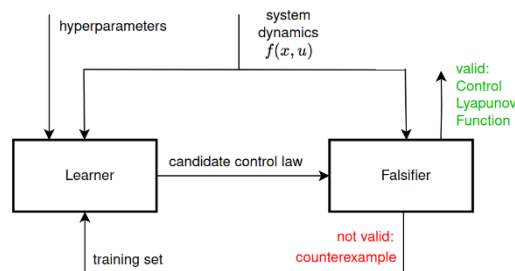 hyperparameters
system
dynamics
f(x, u)
valid:
Control
Lyapunov
Function
Learner
candidate control law
Falsifier
not valid:
counterexample
training set